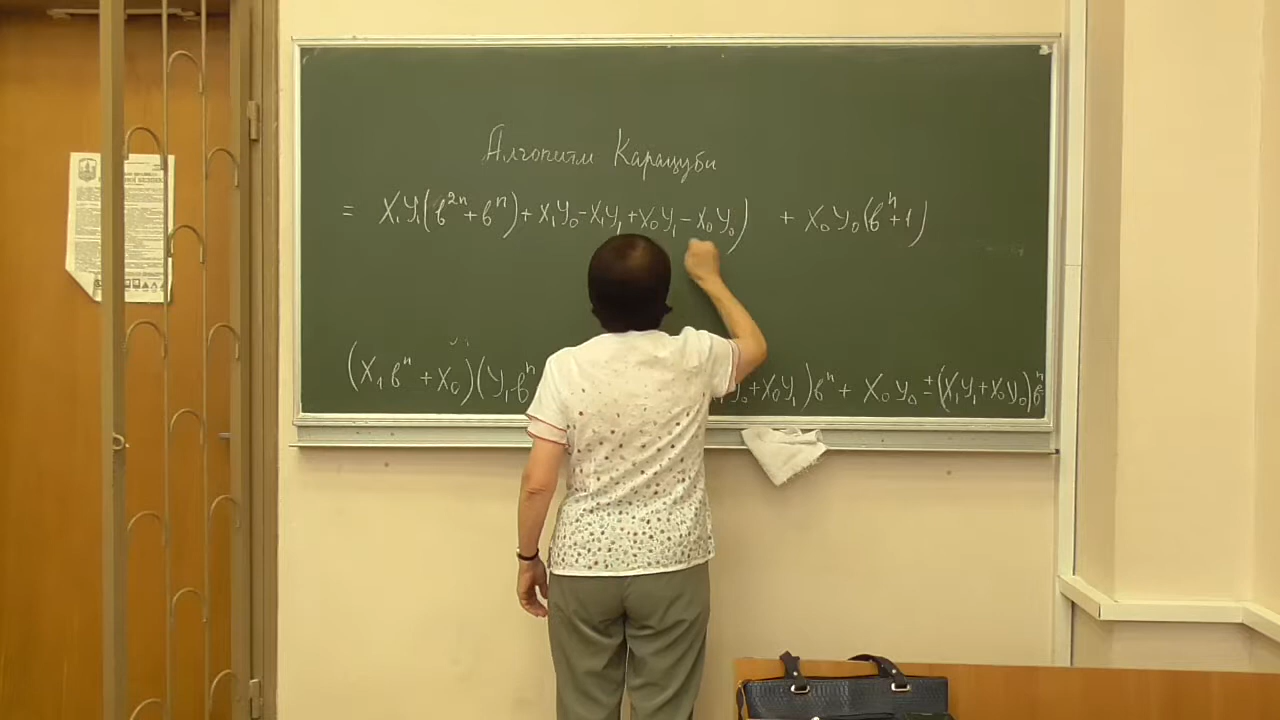 Алгоритм Карацубы
= X₁Y₁(b²ⁿ+bⁿ)+X₁Y₀-X₁Y₁+X₀Y₁-X₀Y₀) + X₀Y₀(bⁿ+1)
(X₁bⁿ+X₀)(Y₁bⁿ Y₀+X₀Y₁)bⁿ + X₀Y₀ ± (X₁Y₁+X₀Y₀)bⁿ